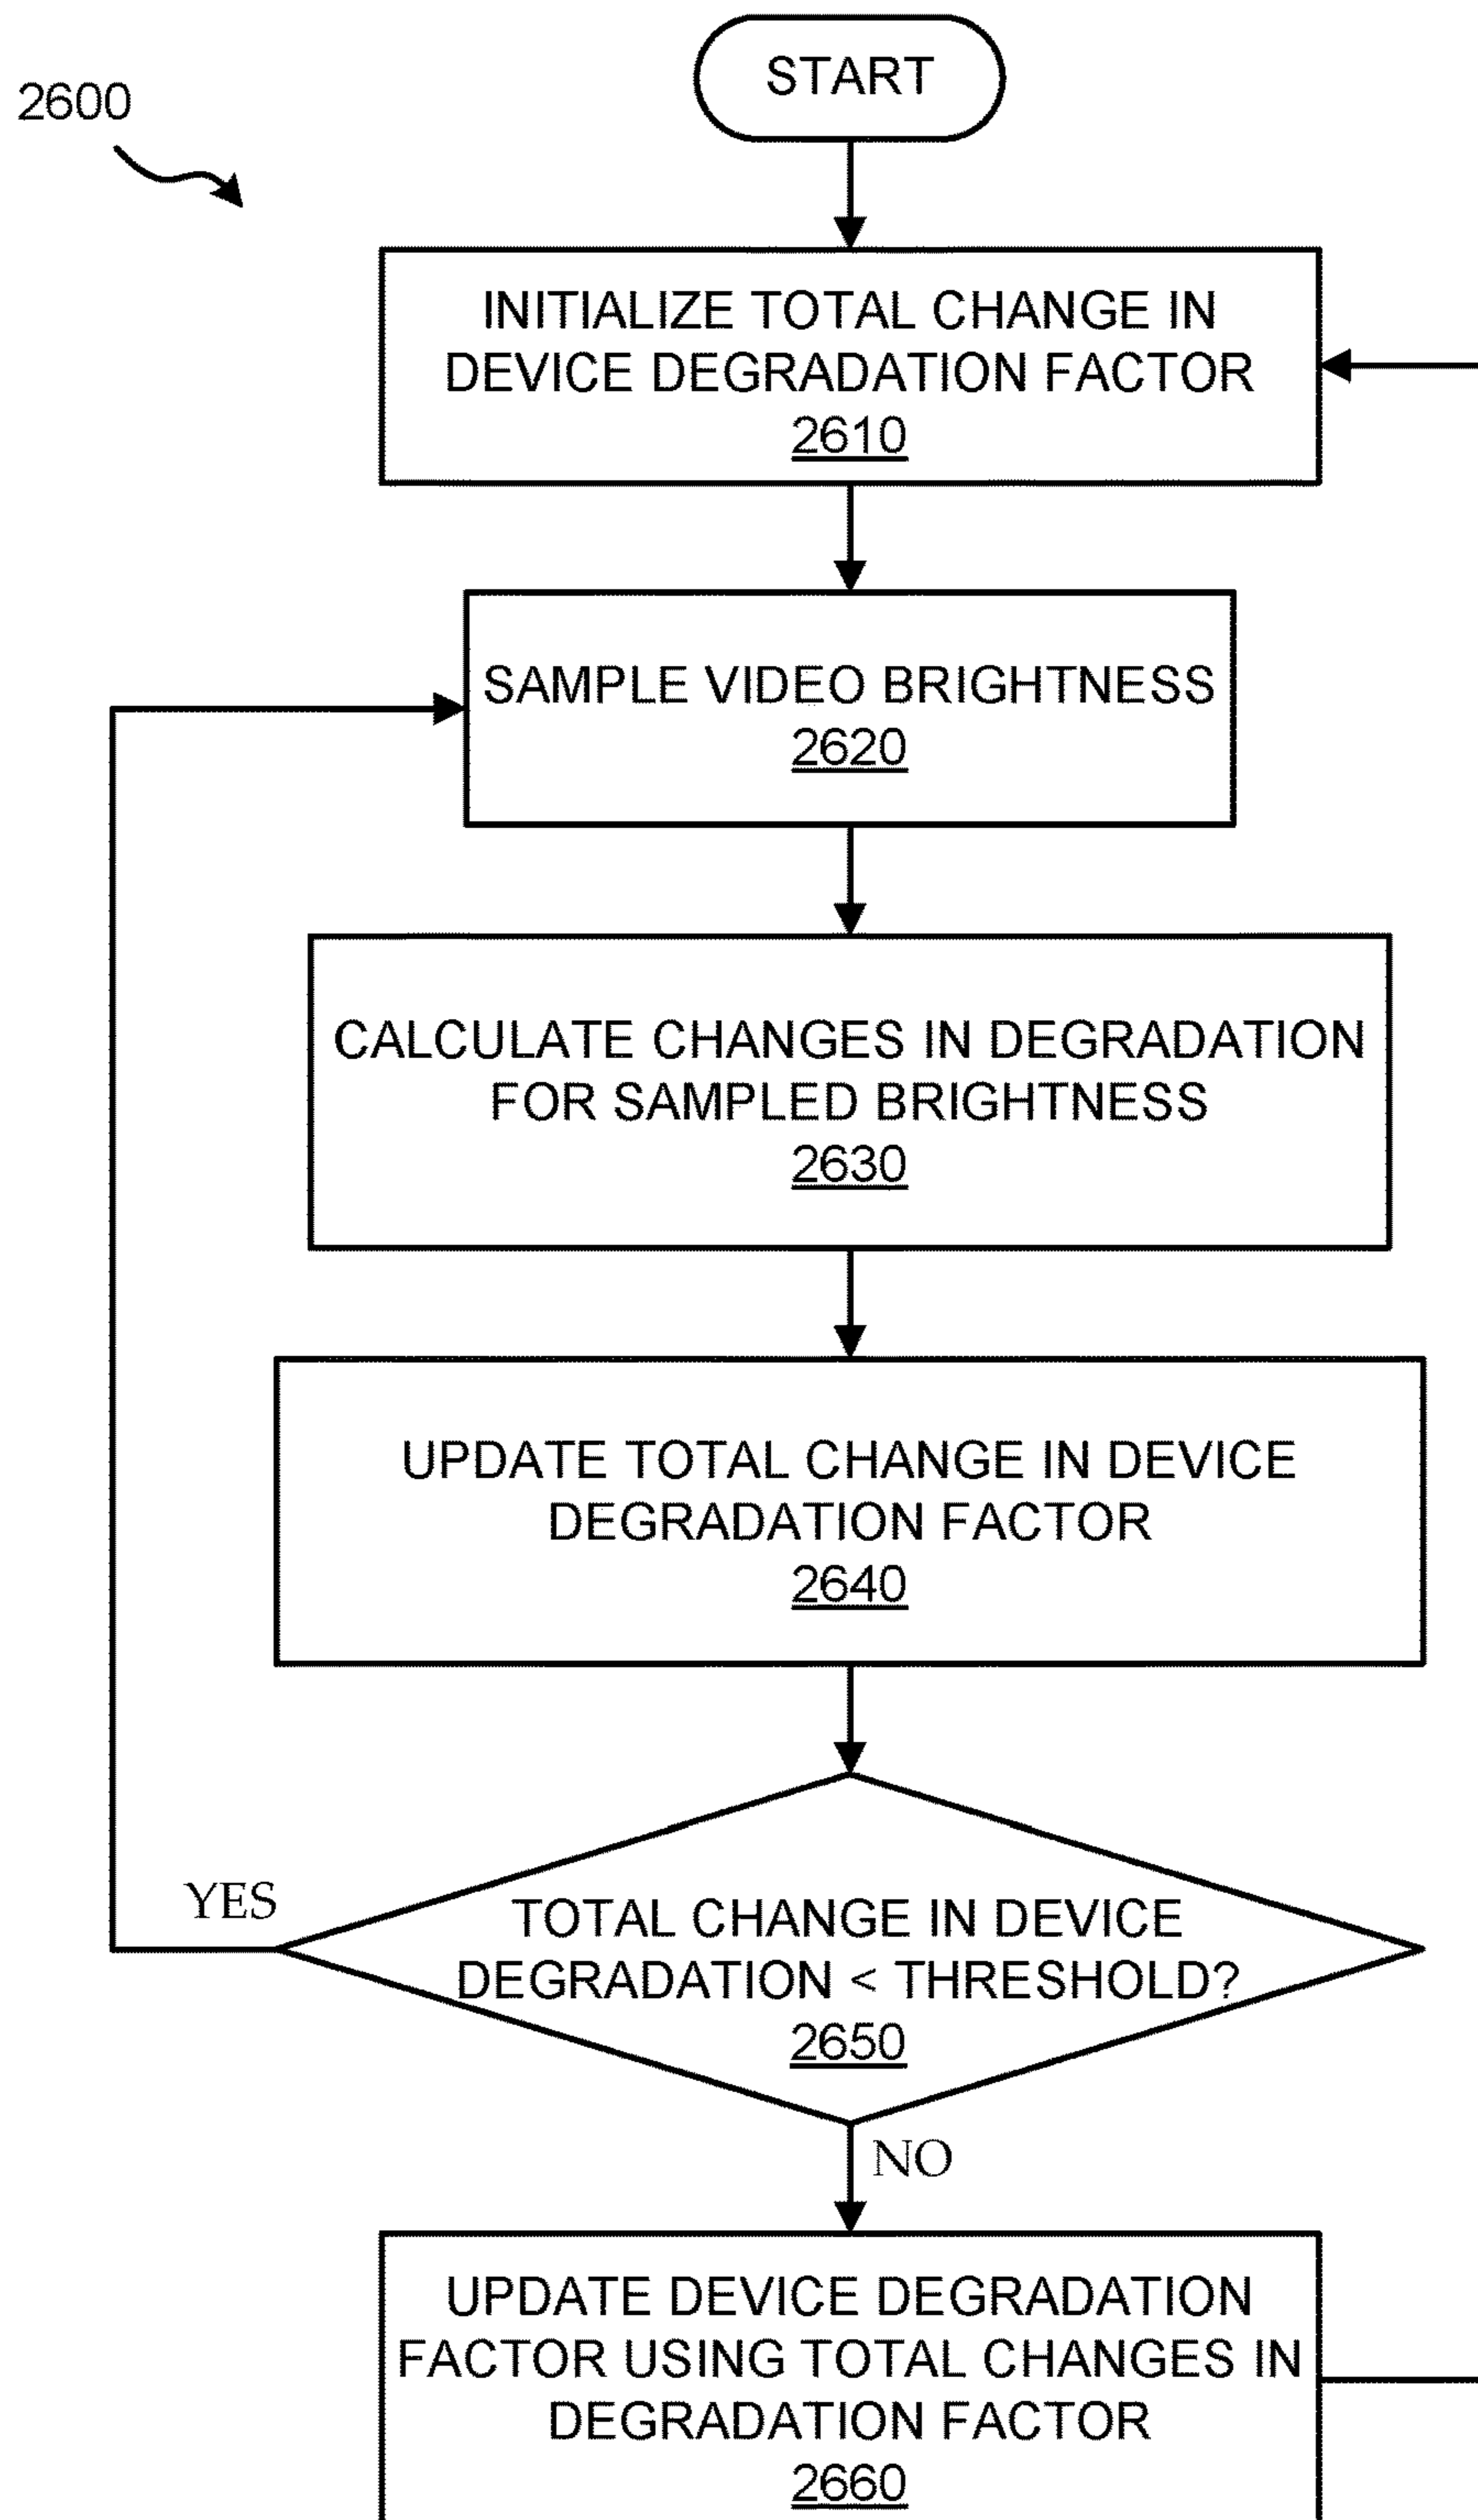 2600
START
INITIALIZE TOTAL CHANGE IN
DEVICE DEGRADATION FACTOR
2610
SAMPLE VIDEO BRIGHTNESS
2620
CALCULATE CHANGES IN DEGRADATION
FOR SAMPLED BRIGHTNESS
2630
UPDATE TOTAL CHANGE IN DEVICE
DEGRADATION FACTOR
2640
YES
TOTAL CHANGE IN DEVICE
DEGRADATION < THRESHOLD?
2650
NO
UPDATE DEVICE DEGRADATION
FACTOR USING TOTAL CHANGES IN
DEGRADATION FACTOR
2660